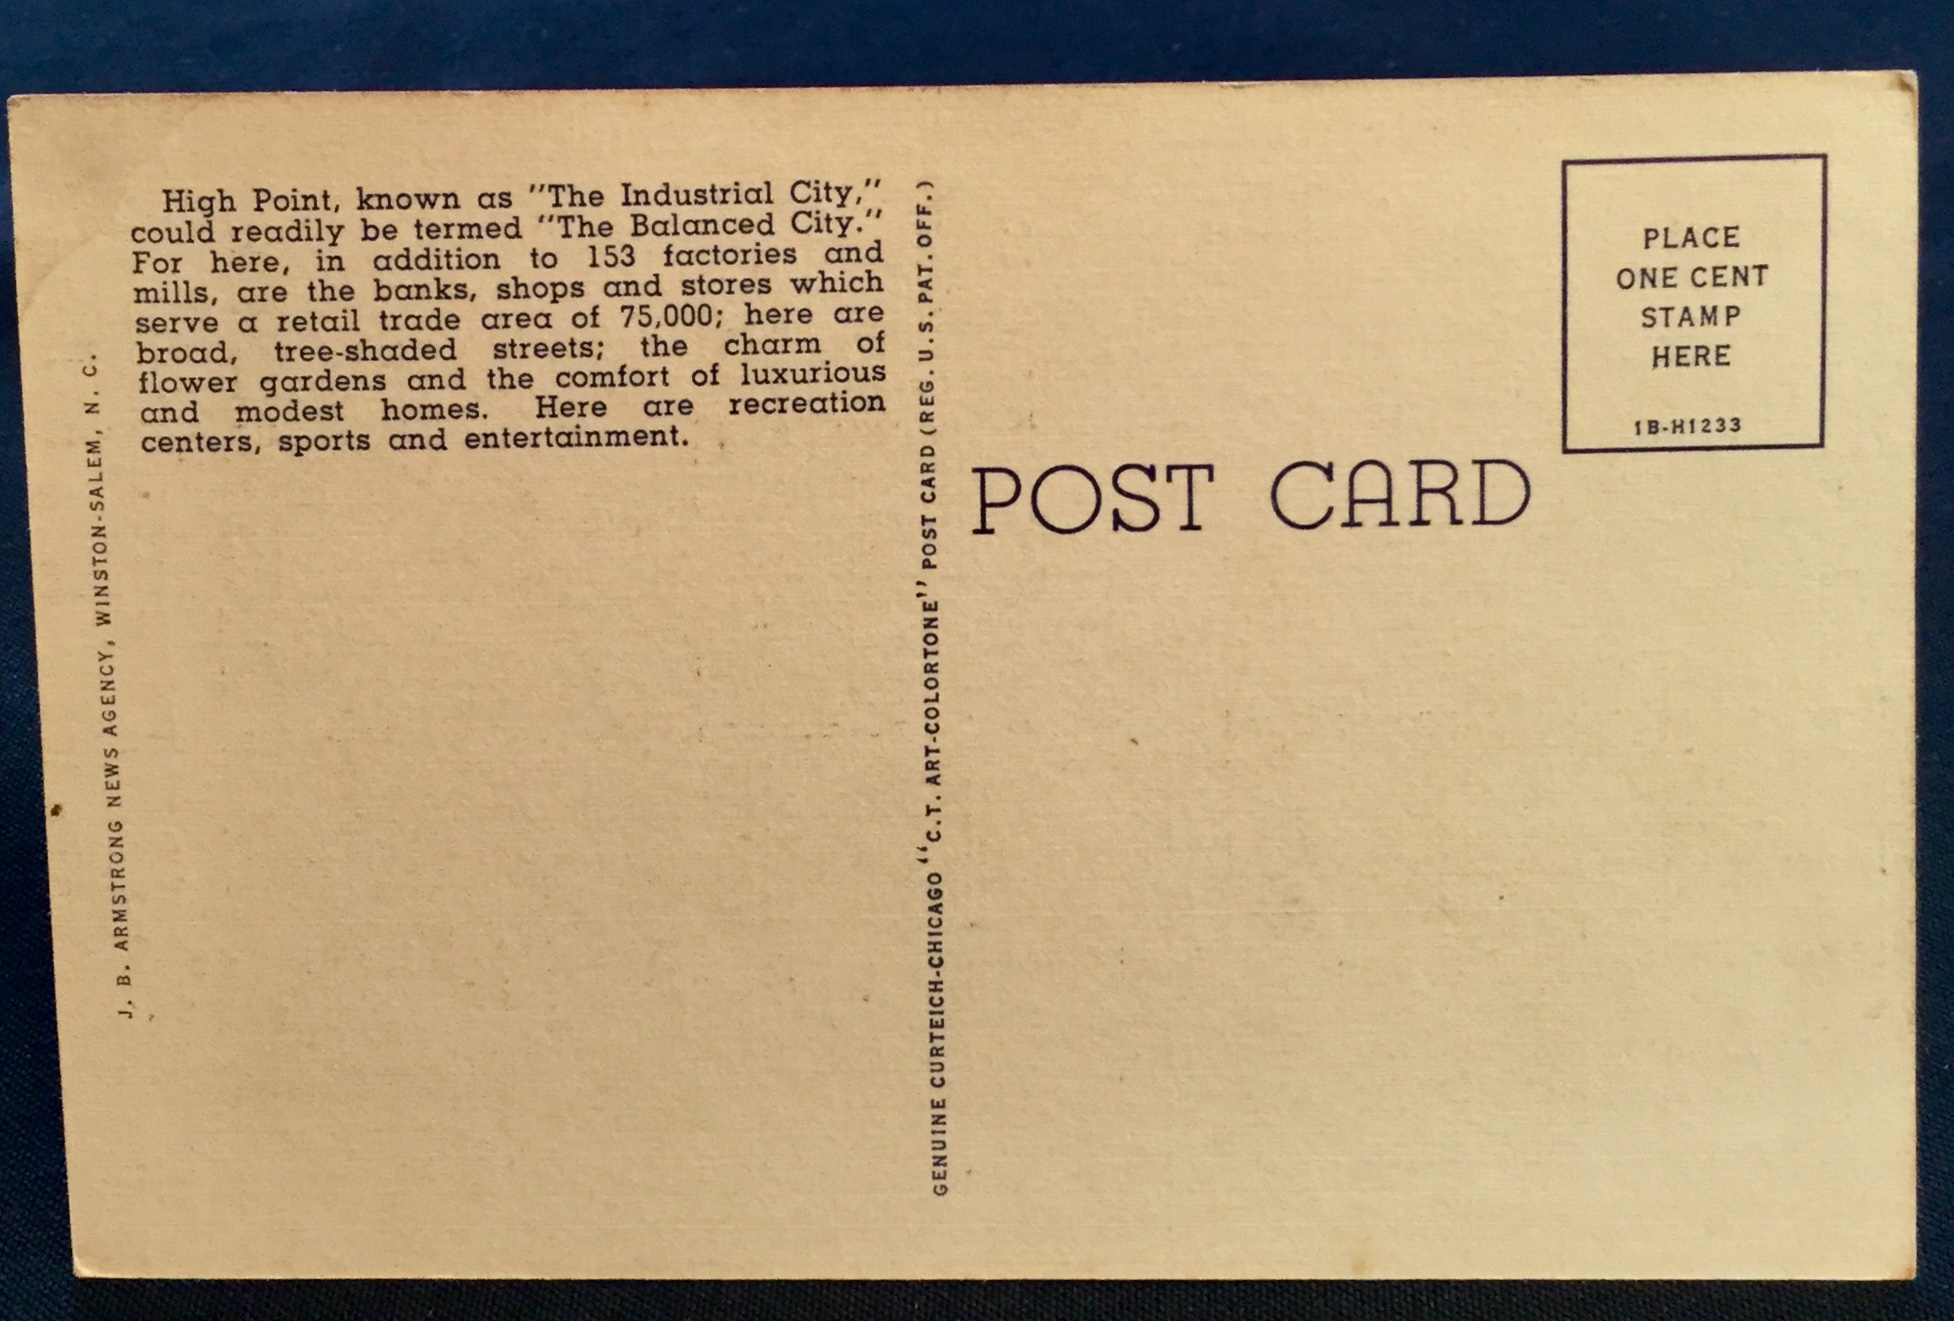 High Point, known as "The Industrial City,"
could readily be termed "The Balanced City."
For here, in addition to 153 factories and
mills, are the banks, shops and stores which
serve a retail trade area of 75,000; here are
broad, tree-shaded streets; the charm of
flower gardens and the comfort of luxurious
and modest homes. Here are recreation
centers, sports and entertainment.
J. B. ARMSTRONG NEWS AGENCY, WINSTON-SALEM, N. C.
GENUINE CURTEICH-CHICAGO "C.T. ART-COLORTONE" POST CARD (REG. U.S. PAT. OFF.)
POST CARD
PLACE
ONE CENT
STAMP
HERE
1B-H1233